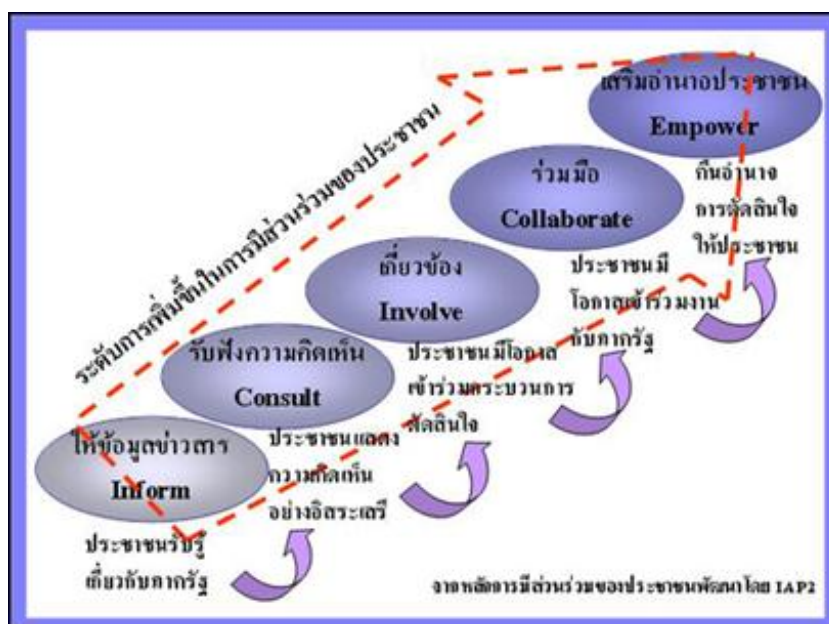 เสริมอำนาจประชาชน
Empower
คืนอำนาจ
การตัดสินใจ
ให้ประชาชน
ร่วมมือ
Collaborate
ประชาชนมี
โอกาสเข้าร่วมงาน
กับภาครัฐ
เกี่ยวข้อง
Involve
ประชาชนมีโอกาส
เข้าร่วมกระบวนการ
ตัดสินใจ
รับฟังความคิดเห็น
Consult
ประชาชนแสดง
ความคิดเห็น
อย่างอิสระเสรี
ให้ข้อมูลข่าวสาร
Inform
ประชาชนรับรู้
เกี่ยวกับภาครัฐ
ระดับการเพิ่มขึ้นในการมีส่วนร่วมของประชาชน
จากหลักการมีส่วนร่วมของประชาชนพัฒนาโดย IAP2